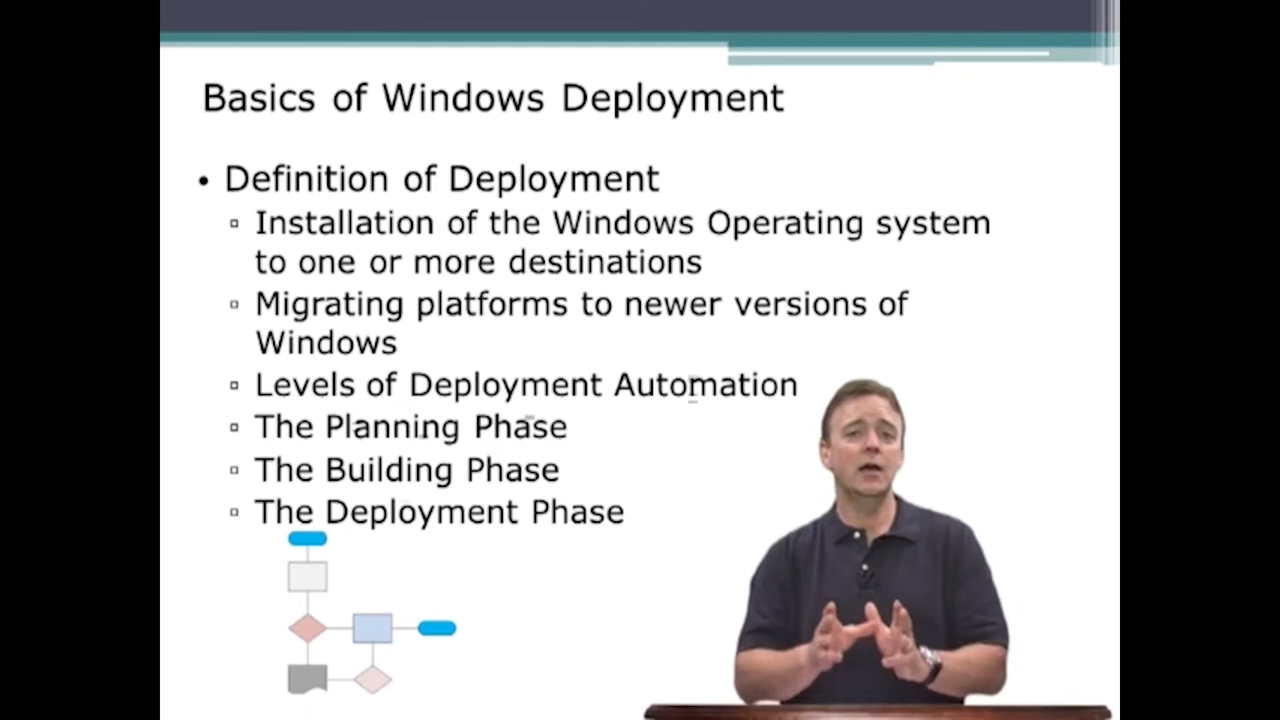 Basics of Windows Deployment
• Definition of Deployment
▫ Installation of the Windows Operating system
to one or more destinations
▫ Migrating platforms to newer versions of
Windows
▫ Levels of Deployment Automation
▫ The Planning Phase
▫ The Building Phase
▫ The Deployment Phase